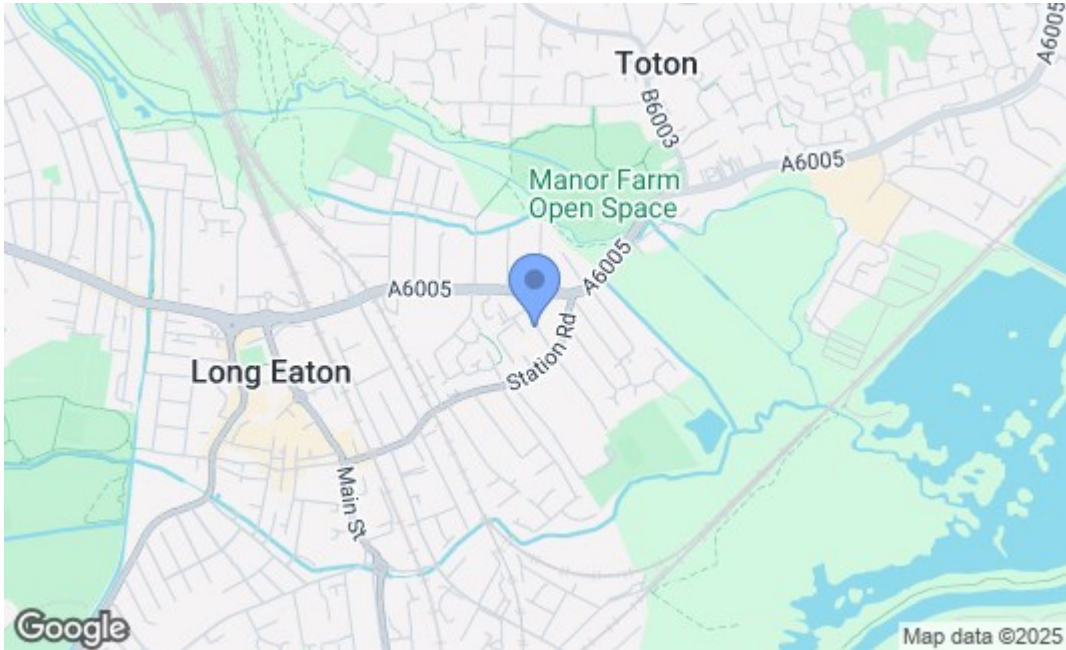 Toton
A6005
B6003
A6005
Manor Farm
Open Space
A6005
A6005
Station Rd
Long Eaton
Main St
Google
Map data ©2025